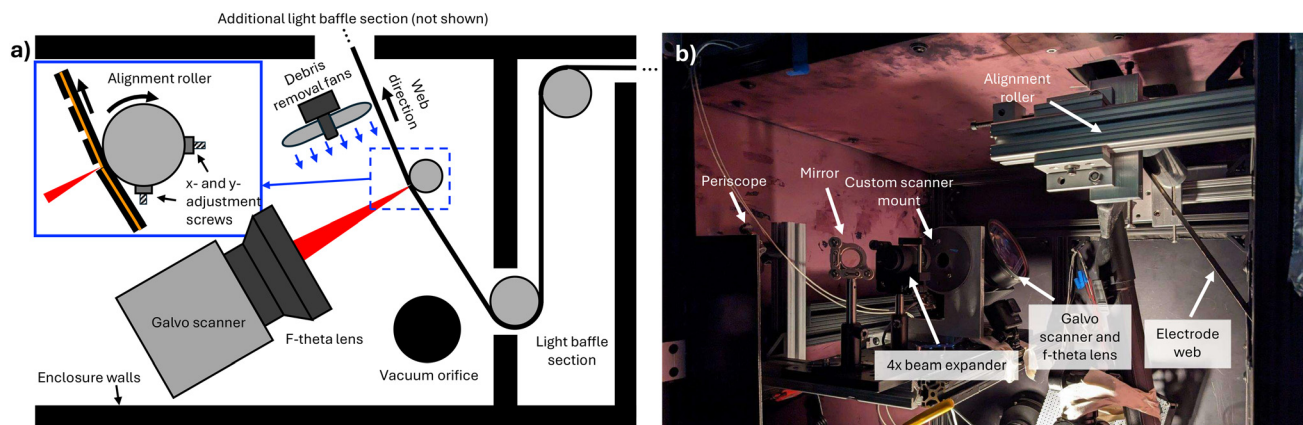 Additional light baffle section (not shown)
a)
Alignment roller
x- and y-
adjustment
screws
Debris
removal fans
Web
direction
Galvo scanner
F-theta lens
Vacuum orifice
Light baffle
section
Enclosure walls
b)
Alignment
roller
Periscope
Mirror
Custom scanner
mount
4x beam expander
Galvo
scanner and
f-theta lens
Electrode
web